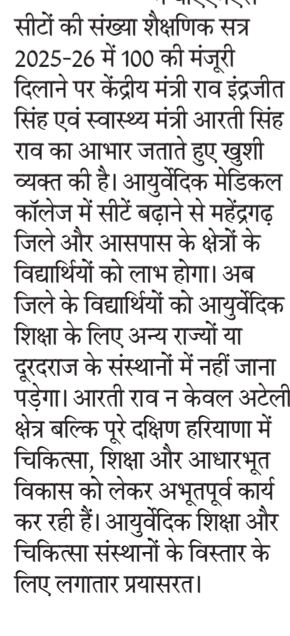 सीटों की संख्या शैक्षणिक सत्र
2025-26 में 100 की मंजूरी
दिलाने पर केंद्रीय मंत्री राव इंद्रजीत
सिंह एवं स्वास्थ्य मंत्री आरती सिंह
राव का आभार जताते हुए खुशी
व्यक्त की है। आयुर्वेदिक मेडिकल
कॉलेज में सीटें बढ़ाने से महेंद्रगढ़
जिले और आसपास के क्षेत्रों के
विद्यार्थियों को लाभ होगा। अब
जिले के विद्यार्थियों को आयुर्वेदिक
शिक्षा के लिए अन्य राज्यों या
दूरदराज के संस्थानों में नहीं जाना
पड़ेगा। आरती राव न केवल अटेली
क्षेत्र बल्कि पूरे दक्षिण हरियाणा में
चिकित्सा, शिक्षा और आधारभूत
विकास को लेकर अभूतपूर्व कार्य
कर रही हैं। आयुर्वेदिक शिक्षा और
चिकित्सा संस्थानों के विस्तार के
लिए लगातार प्रयासरत।